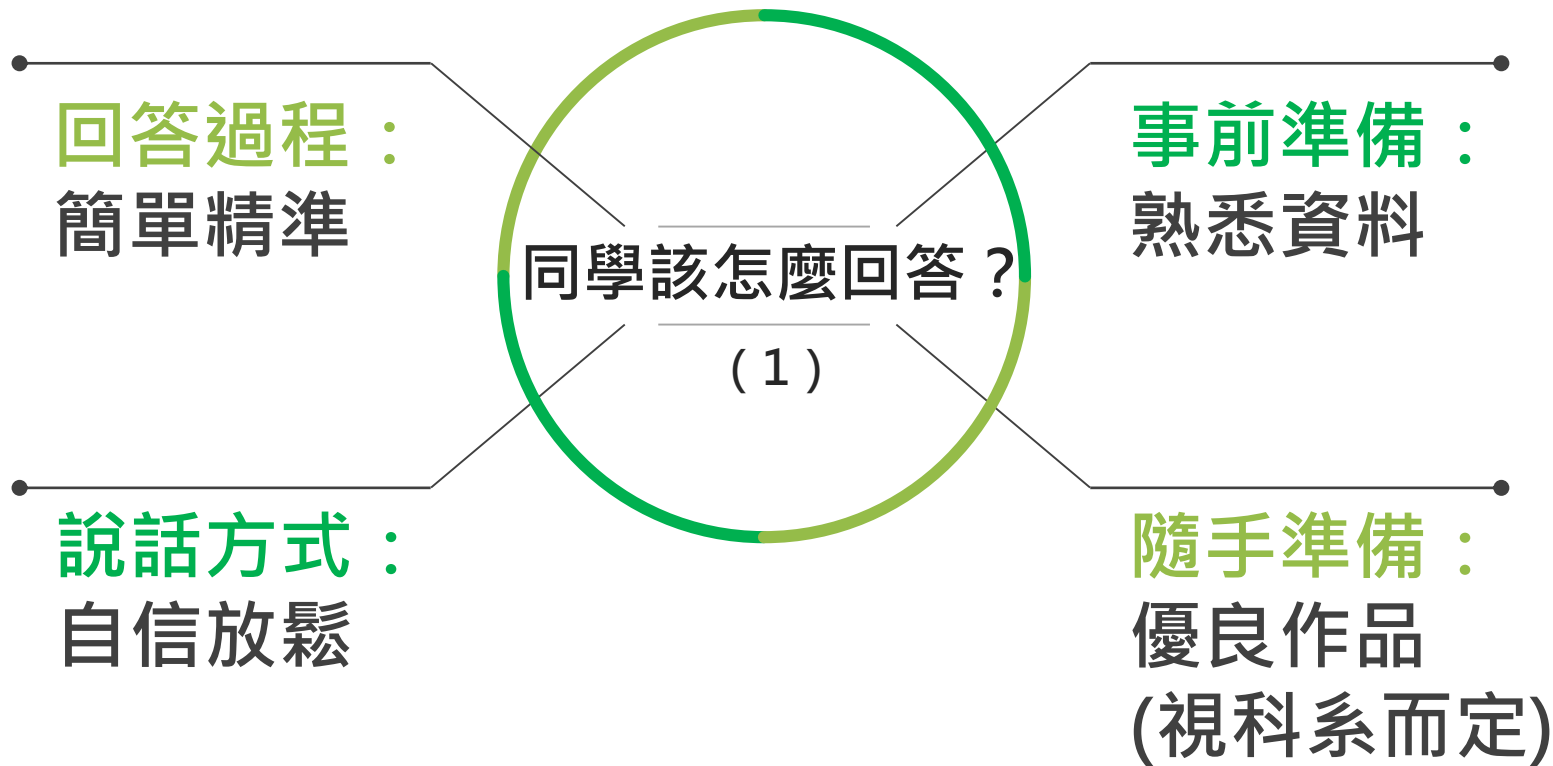 回答過程：
簡單精準
事前準備：
熟悉資料
同學該怎麼回答？
（1）
說話方式：
自信放鬆
隨手準備：
優良作品
(視科系而定)